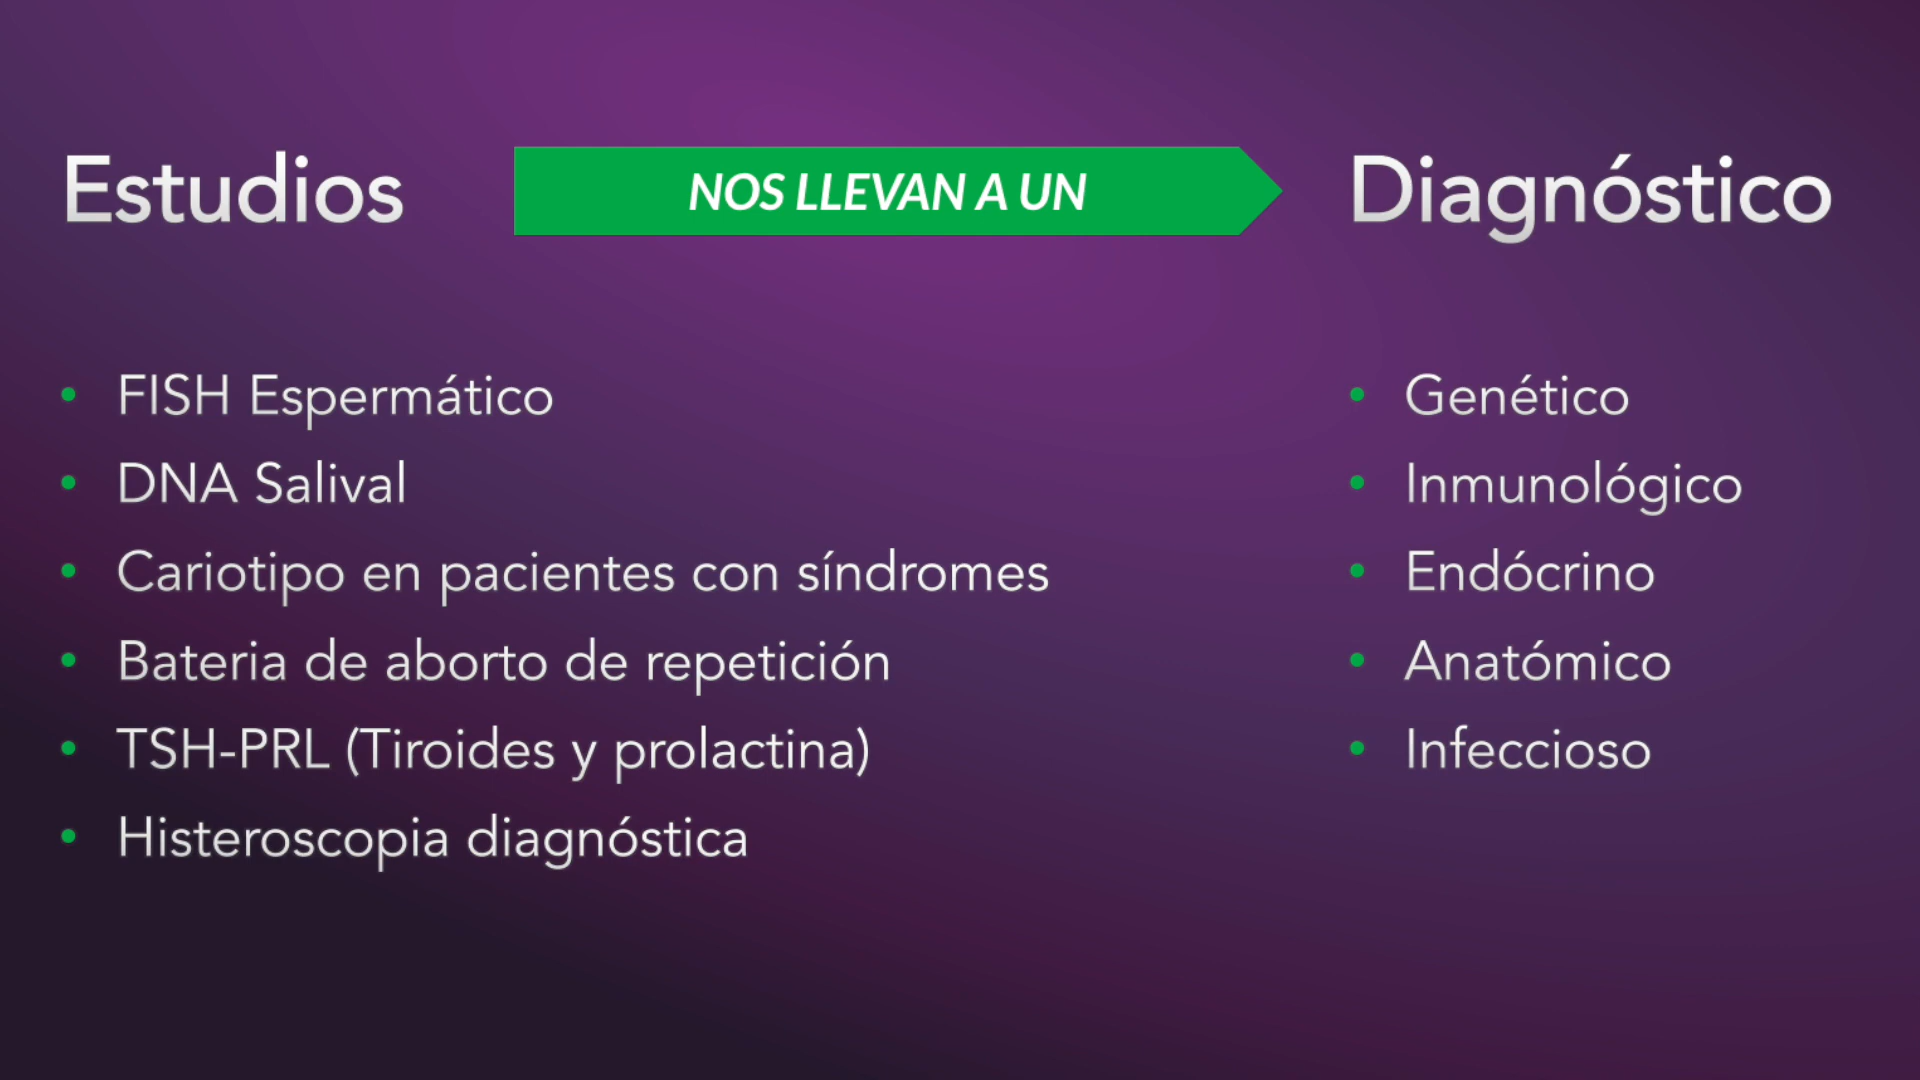 Estudios
NOS LLEVAN A UN
Diagnóstico
FISH Espermático
DNA Salival
Cariotipo en pacientes con síndromes
Bateria de aborto de repetición
TSH-PRL (Tiroides y prolactina)
Histeroscopia diagnóstica
Genético
Inmunológico
Endócrino
Anatómico
Infeccioso